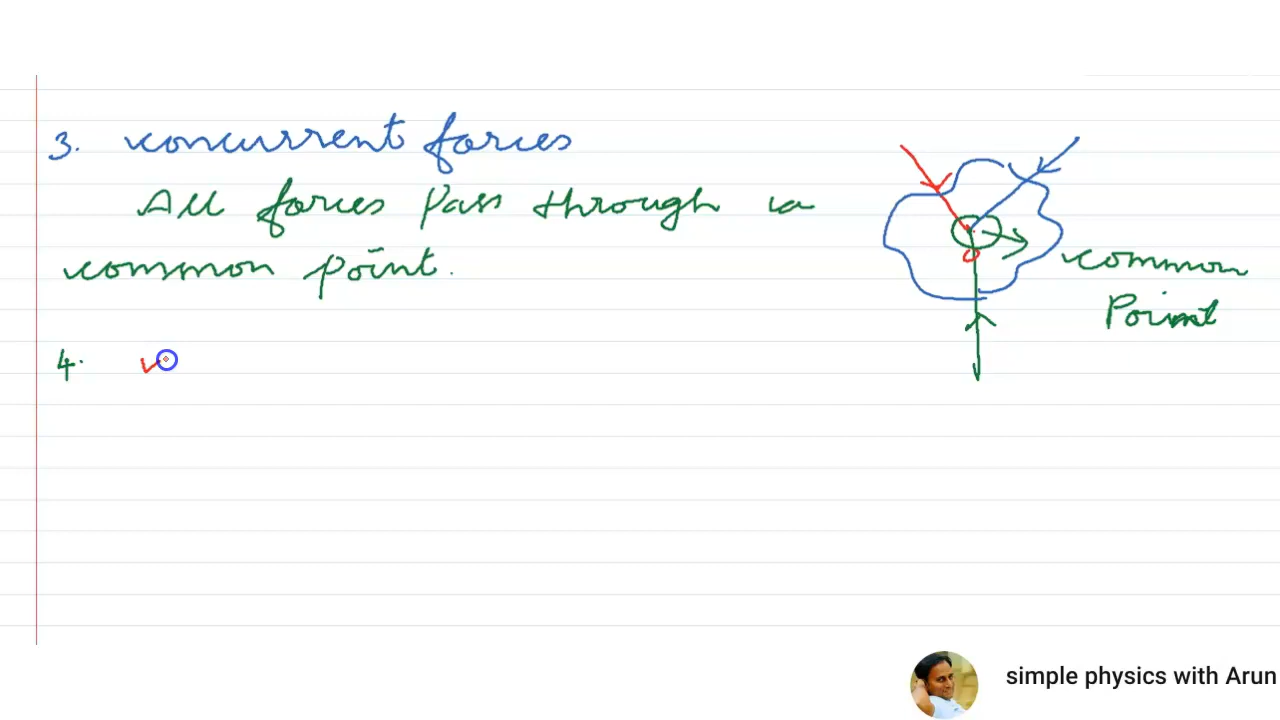 3. concurrent forces
All forces Pass through a
common point.
common
Point
O
4.
simple physics with Arun